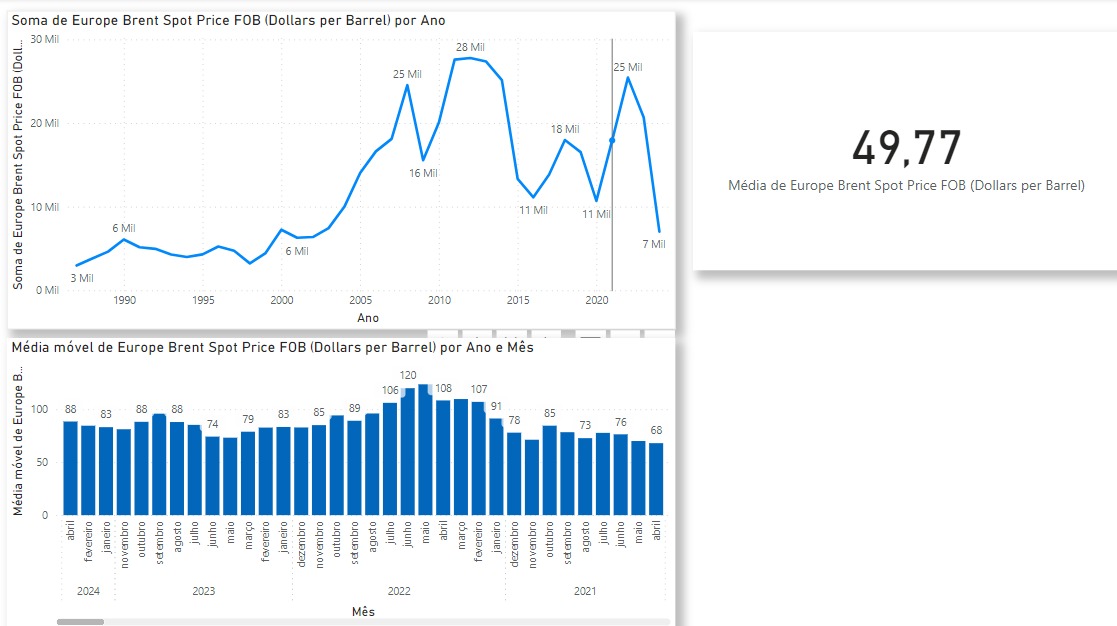 Soma de Europe Brent Spot Price FOB (Dollars per Barrel) por Ano
Soma de Europe Brent Spot Price FOB (Doll...
30 Mil
20 Mil
10 Mil
0 Mil
3 Mil
6 Mil
6 Mil
25 Mil
16 Mil
28 Mil
11 Mil
18 Mil
11 Mil
25 Mil
7 Mil
1990 1995 2000 2005 2010 2015 2020
Ano
49,77
Média de Europe Brent Spot Price FOB (Dollars per Barrel)
Média móvel de Europe Brent Spot Price FOB (Dollars per Barrel) por Ano e Mês
Média móvel de Europe B...
100
50
0
88 83 88 88 74 79 83 85 89 106 120 108 107 91 78 85 73 76 68
abril fevereiro janeiro novembro outubro setembro agosto julho junho maio março fevereiro janeiro dezembro novembro outubro setembro agosto julho junho maio abril março fevereiro janeiro dezembro novembro outubro setembro agosto julho junho maio abril
2024 2023 2022 2021
Mês